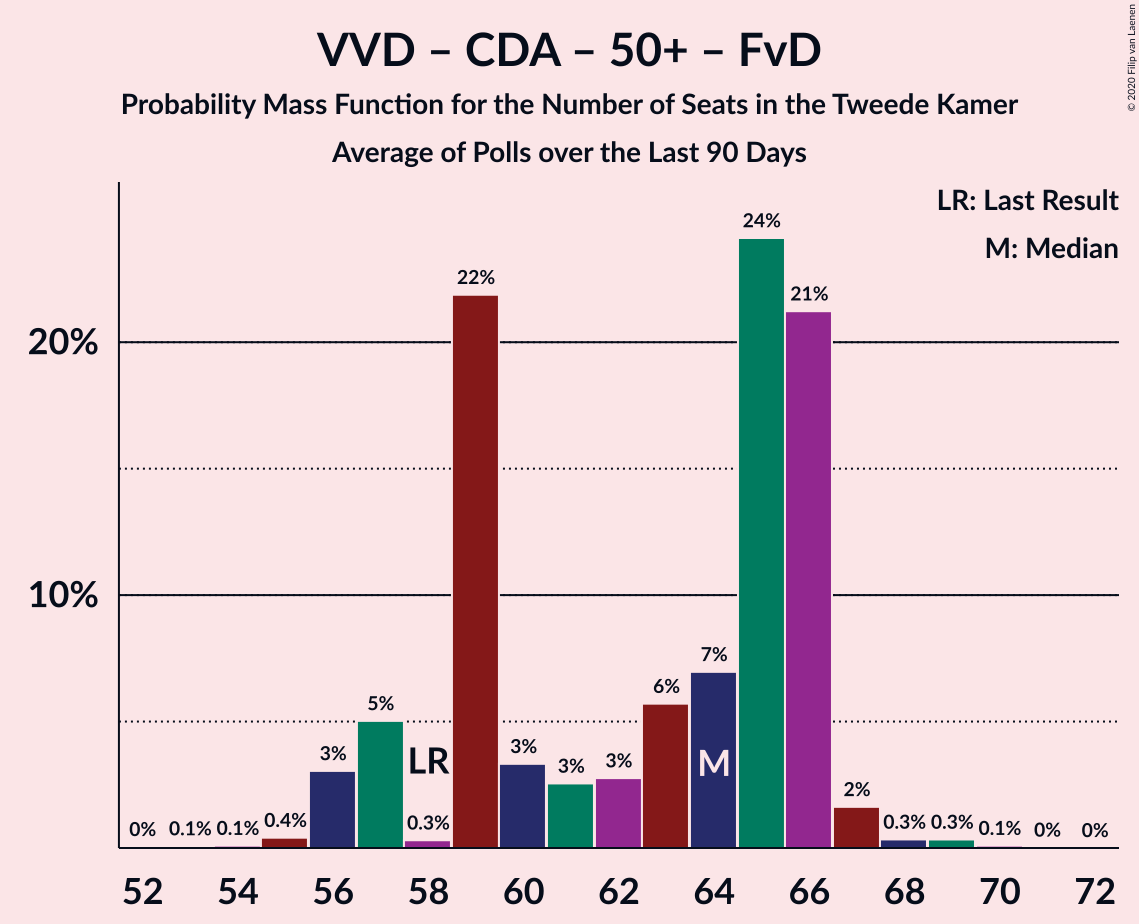 VVD – CDA – 50+ – FvD
Probability Mass Function for the Number of Seats in the Tweede Kamer
Average of Polls over the Last 90 Days
© 2020 Filip van Laenen
LR: Last Result
M: Median
20%
10%
0%
0.1%
0.1%
0.4%
3%
5%
0.3%
LR
22%
3%
3%
3%
6%
7%
M
24%
21%
2%
0.3%
0.3%
0.1%
0%
0%
52 54 56 58 60 62 64 66 68 70 72